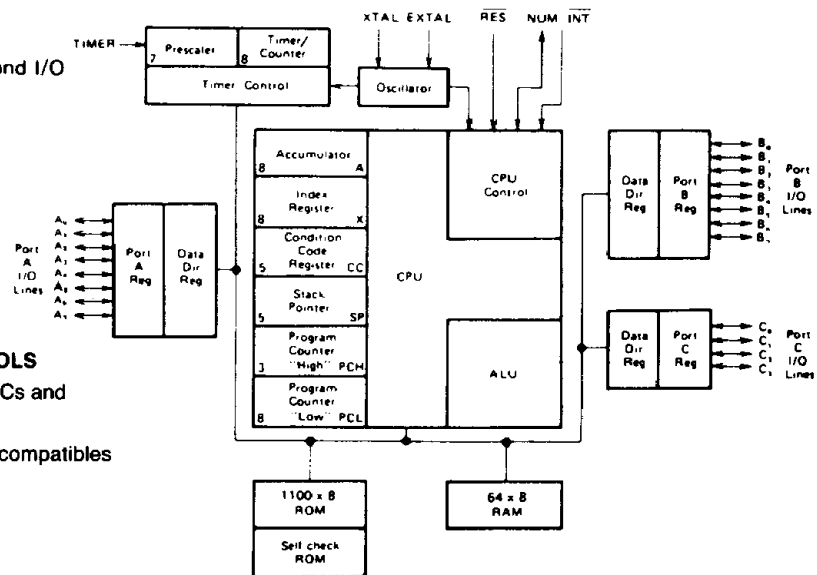 and I/O
OLS
Cs and
compatibles
TIMER
Prescaler
7
Timer/
Counter
8
Timer Control
XTAL EXTAL
RES
NUM INT
Oscillator
Accumulator
8 A
Index
Register
8 X
Condition
Code
Register
5 CC
Stack
Pointer
5 SP
Program
Counter
"High" PCH
3
Program
Counter
"Low" PCL
8
CPU
CPU
Control
ALU
Port
A
I/O
Lines
Port
A
Reg
Data
Dir
Reg
Data
Dir
Reg
Port
B
Reg
Port
B
I/O
Lines
Data
Dir
Reg
Port
C
Reg
Port
C
I/O
Lines
1100 x 8
ROM
Self check
ROM
64 x 8
RAM